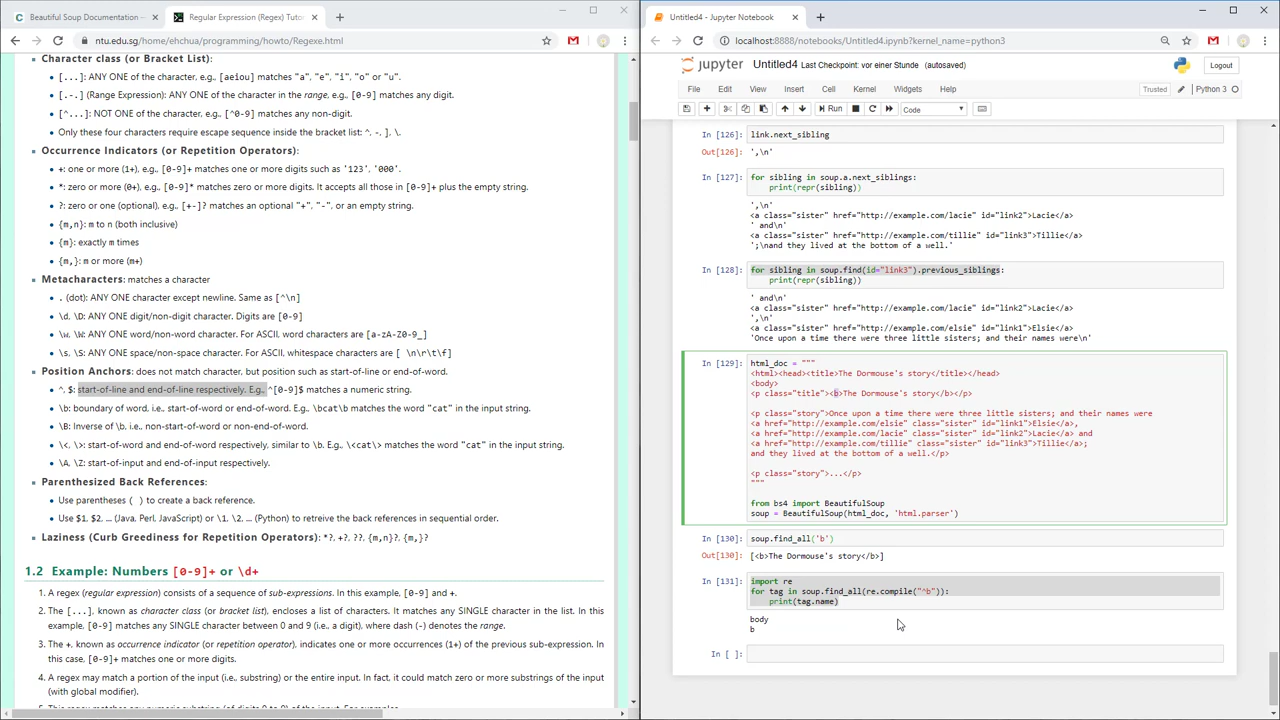 Beautiful Soup Documentation —
Regular Expression (Regex) Tutor
ntu.edu.sg/home/ehchua/programming/howto/Regexe.html
Character class (or Bracket List):
[...]: ANY ONE of the character, e.g., [aeiou] matches "a", "e", "i", "o" or "u".
[.-.] (Range Expression): ANY ONE of the character in the range, e.g., [0-9] matches any digit.
[^...]: NOT ONE of the character, e.g., [^0-9] matches any non-digit.
Only these four characters require escape sequence inside the bracket list: ^, -, ], \.
Occurrence Indicators (or Repetition Operators):
+: one or more (1+), e.g., [0-9]+ matches one or more digits such as '123', '000'.
*: zero or more (0+), e.g., [0-9]* matches zero or more digits. It accepts all those in [0-9]+ plus the empty string.
?: zero or one (optional), e.g., [+-]? matches an optional "+", "-", or an empty string.
{m,n}: m to n (both inclusive)
{m}: exactly m times
{m,}: m or more (m+)
Metacharacters: matches a character
. (dot): ANY ONE character except newline. Same as [^\n]
\d, \D: ANY ONE digit/non-digit character. Digits are [0-9]
\w, \W: ANY ONE word/non-word character. For ASCII, word characters are [a-zA-Z0-9_]
\s, \S: ANY ONE space/non-space character. For ASCII, whitespace characters are [ \n\r\t\f]
Position Anchors: does not match character, but position such as start-of-line or end-of-word.
^, $: start-of-line and end-of-line respectively. E.g., ^[0-9]$ matches a numeric string.
\b: boundary of word, i.e., start-of-word or end-of-word. E.g., \bcat\b matches the word "cat" in the input string.
\B: Inverse of \b, i.e., non-start-of-word or non-end-of-word.
\<, \>: start-of-word and end-of-word respectively, similar to \b. E.g., \<cat\> matches the word "cat" in the input string.
\A, \Z: start-of-input and end-of-input respectively.
Parenthesized Back References:
Use parentheses ( ) to create a back reference.
Use $1, $2, ... (Java, Perl, JavaScript) or \1, \2, ... (Python) to retreive the back references in sequential order.
Laziness (Curb Greediness for Repetition Operators): *?, +?, ??, {m,n}?, {m,}?
1.2 Example: Numbers [0-9]+ or \d+
1. A regex (regular expression) consists of a sequence of sub-expressions. In this example, [0-9] and +.
2. The [...], known as character class (or bracket list), encloses a list of characters. It matches any SINGLE character in the list. In this
example, [0-9] matches any SINGLE character between 0 and 9 (i.e., a digit), where dash (-) denotes the range.
3. The +, known as occurrence indicator (or repetition operator), indicates one or more occurrences (1+) of the previous sub-expression. In
this case, [0-9]+ matches one or more digits.
4. A regex may match a portion of the input (i.e., substring) or the entire input. In fact, it could match zero or more substrings of the input
(with global modifier).
Untitled4 - Jupyter Notebook
localhost:8888/notebooks/Untitled4.ipynb?kernel_name=python3
jupyter Untitled4 Last Checkpoint: vor einer Stunde (autosaved)
Logout
File Edit View Insert Cell Kernel Widgets Help
Trusted
Python 3
Run
Code
In [126]: link.next_sibling
Out[126]: ',\n'
In [127]: for sibling in soup.a.next_siblings:
print(repr(sibling))
',\n'
<a class="sister" href="http://example.com/lacie" id="link2">Lacie</a>
' and\n'
<a class="sister" href="http://example.com/tillie" id="link3">Tillie</a>
';\nand they lived at the bottom of a well.'
In [128]: for sibling in soup.find(id="link3").previous_siblings:
print(repr(sibling))
' and\n'
<a class="sister" href="http://example.com/lacie" id="link2">Lacie</a>
',\n'
<a class="sister" href="http://example.com/elsie" id="link1">Elsie</a>
'Once upon a time there were three little sisters; and their names were\n'
In [129]: html_doc = """
<html><head><title>The Dormouse's story</title></head>
<body>
<p class="title"><b>The Dormouse's story</b></p>
<p class="story">Once upon a time there were three little sisters; and their names were
<a href="http://example.com/elsie" class="sister" id="link1">Elsie</a>,
<a href="http://example.com/lacie" class="sister" id="link2">Lacie</a> and
<a href="http://example.com/tillie" class="sister" id="link3">Tillie</a>;
and they lived at the bottom of a well.</p>
<p class="story">...</p>
"""
from bs4 import BeautifulSoup
soup = BeautifulSoup(html_doc, 'html.parser')
In [130]: soup.find_all('b')
Out[130]: [<b>The Dormouse's story</b>]
In [131]: import re
for tag in soup.find_all(re.compile("^b")):
print(tag.name)
body
b
In [ ]: